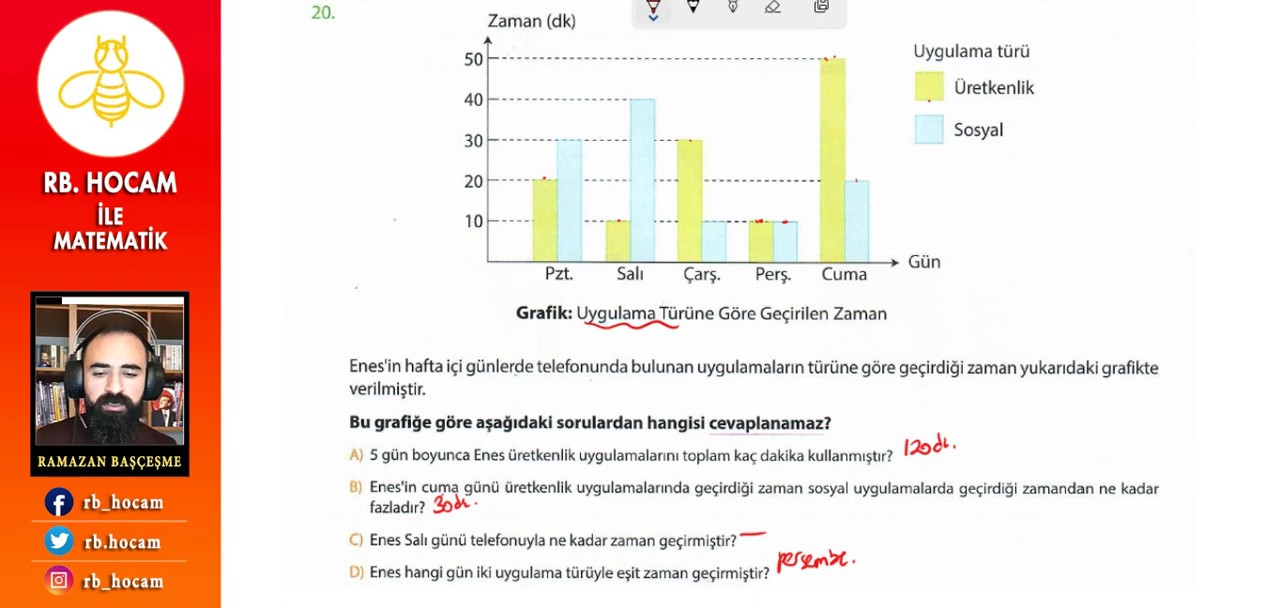 RB. HOCAM
İLE
MATEMATİK
RAMAZAN BAŞÇEŞME
rb_hocam
rb.hocam
rb_hocam
20.
Zaman (dk)
50
40
30
20
10
Pzt. Salı Çarş. Perş. Cuma
Gün
Uygulama türü
Üretkenlik
Sosyal
Grafik: Uygulama Türüne Göre Geçirilen Zaman
Enes'in hafta içi günlerde telefonunda bulunan uygulamaların türüne göre geçirdiği zaman yukarıdaki grafikte
verilmiştir.
Bu grafiğe göre aşağıdaki sorulardan hangisi cevaplanamaz?
A) 5 gün boyunca Enes üretkenlik uygulamalarını toplam kaç dakika kullanmıştır? 120dk.
B) Enes'in cuma günü üretkenlik uygulamalarında geçirdiği zaman sosyal uygulamalarda geçirdiği zamandan ne kadar
fazladır? 30dk.
C) Enes Salı günü telefonuyla ne kadar zaman geçirmiştir?
D) Enes hangi gün iki uygulama türüyle eşit zaman geçirmiştir? perşembe.